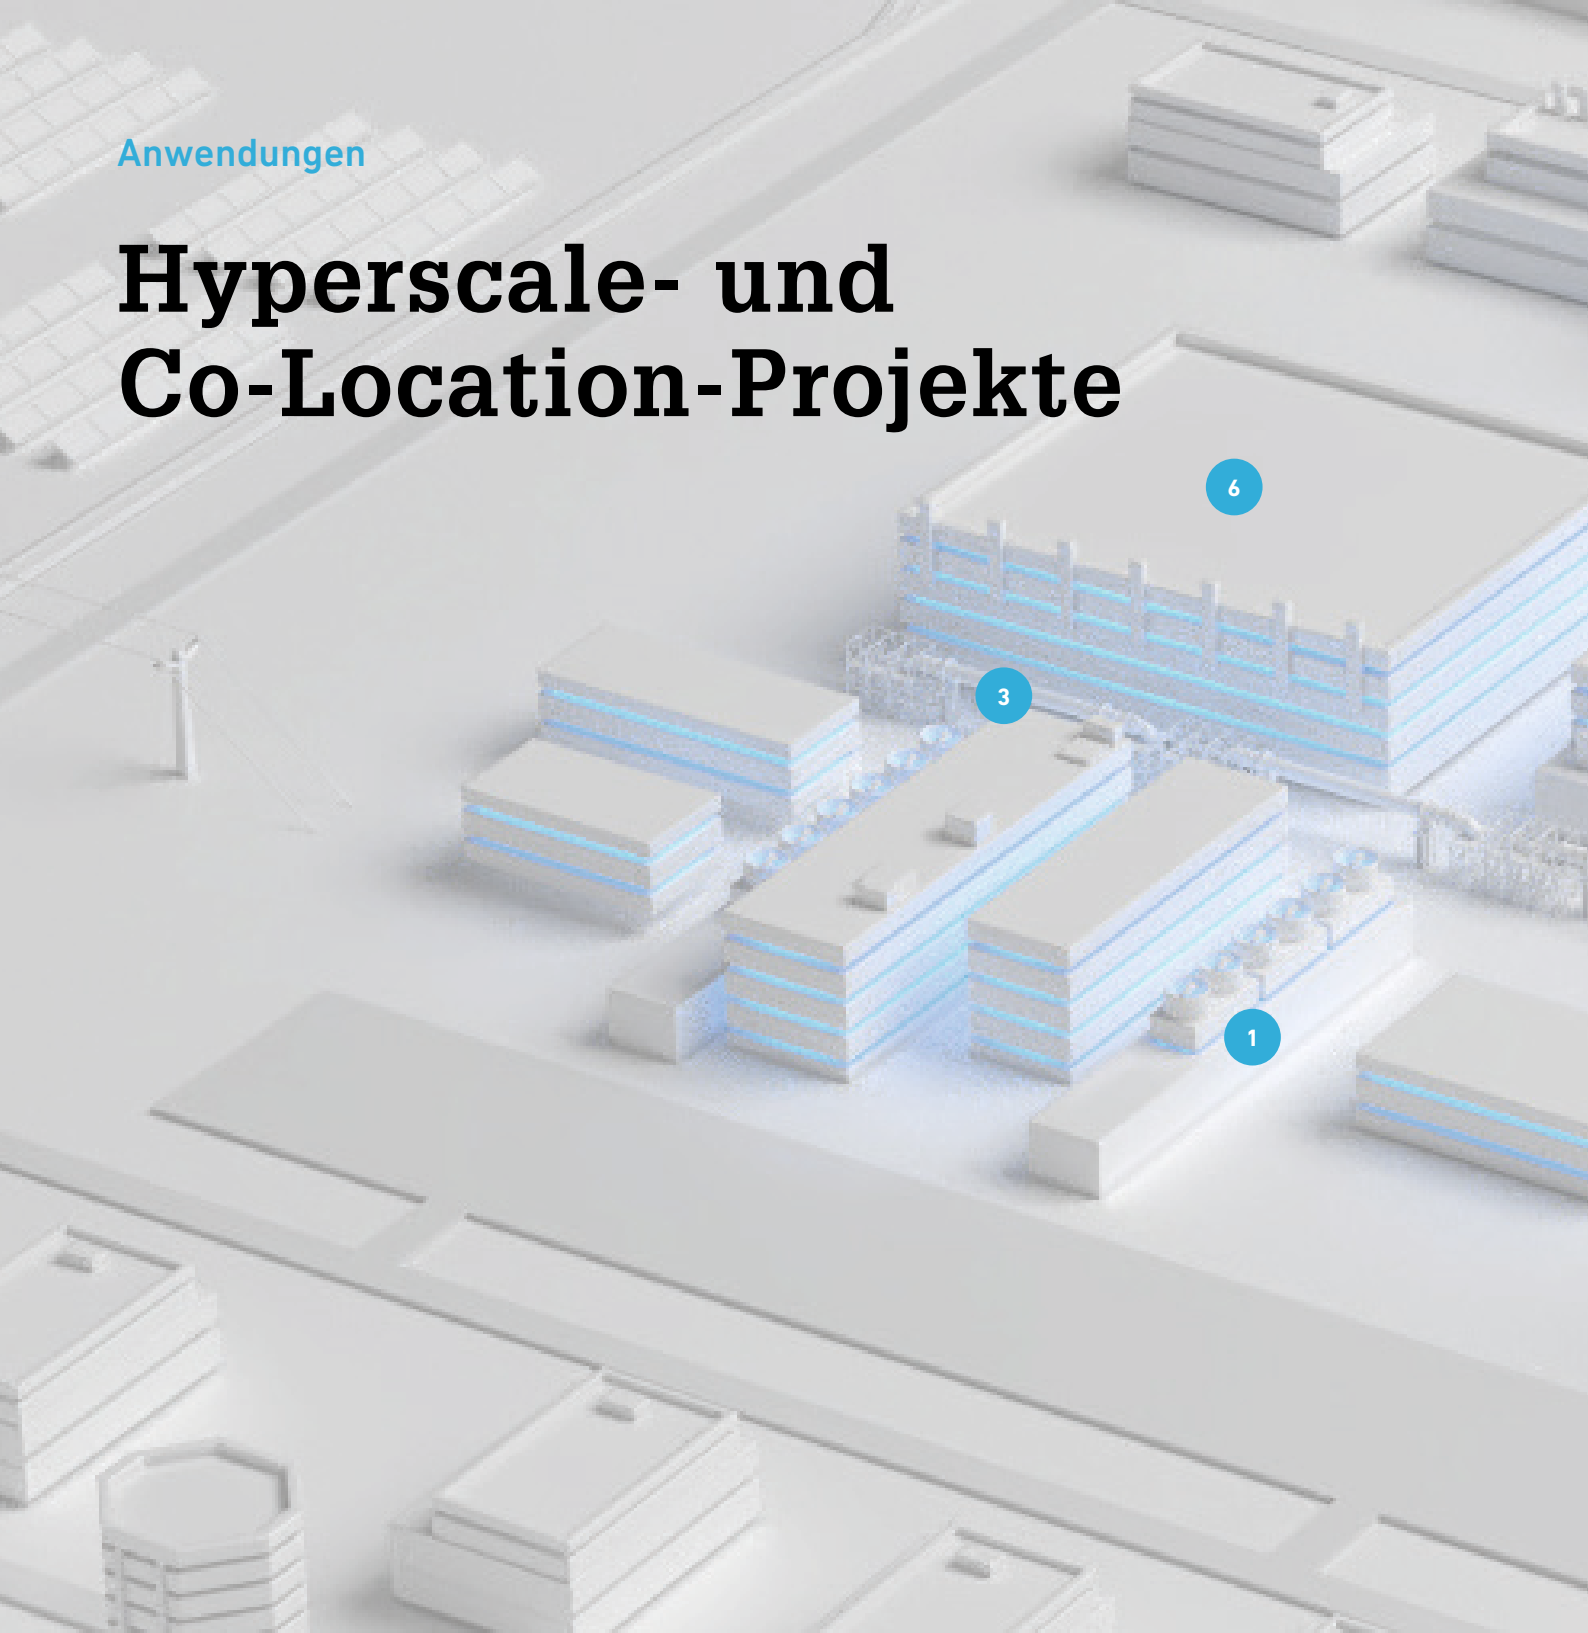 Anwendungen
Hyperscale- und
Co-Location-Projekte
6
3
1